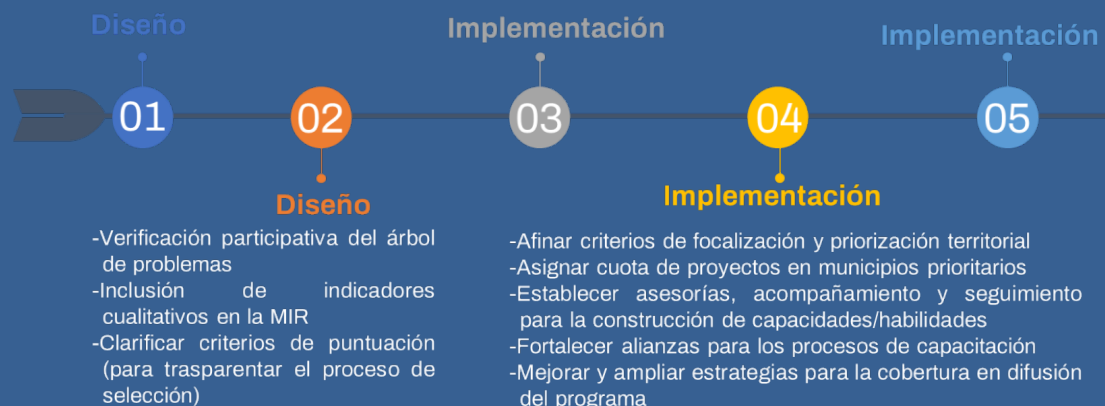 Diseño
Implementación
Implementación
01
02
03
04
05
Diseño
Implementación
-Verificación participativa del árbol
de problemas
-Inclusión de indicadores
cualitativos en la MIR
-Clarificar criterios de puntuación
(para trasparentar el proceso de
selección)
-Afinar criterios de focalización y priorización territorial
-Asignar cuota de proyectos en municipios prioritarios
-Establecer asesorías, acompañamiento y seguimiento
para la construcción de capacidades/habilidades
-Fortalecer alianzas para los procesos de capacitación
-Mejorar y ampliar estrategias para la cobertura en difusión
del programa